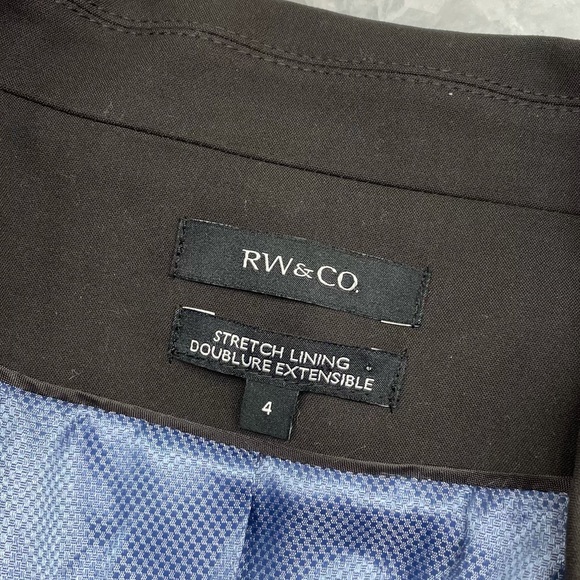 RW&CO.
STRETCH LINING
DOUBLURE EXTENSIBLE
4